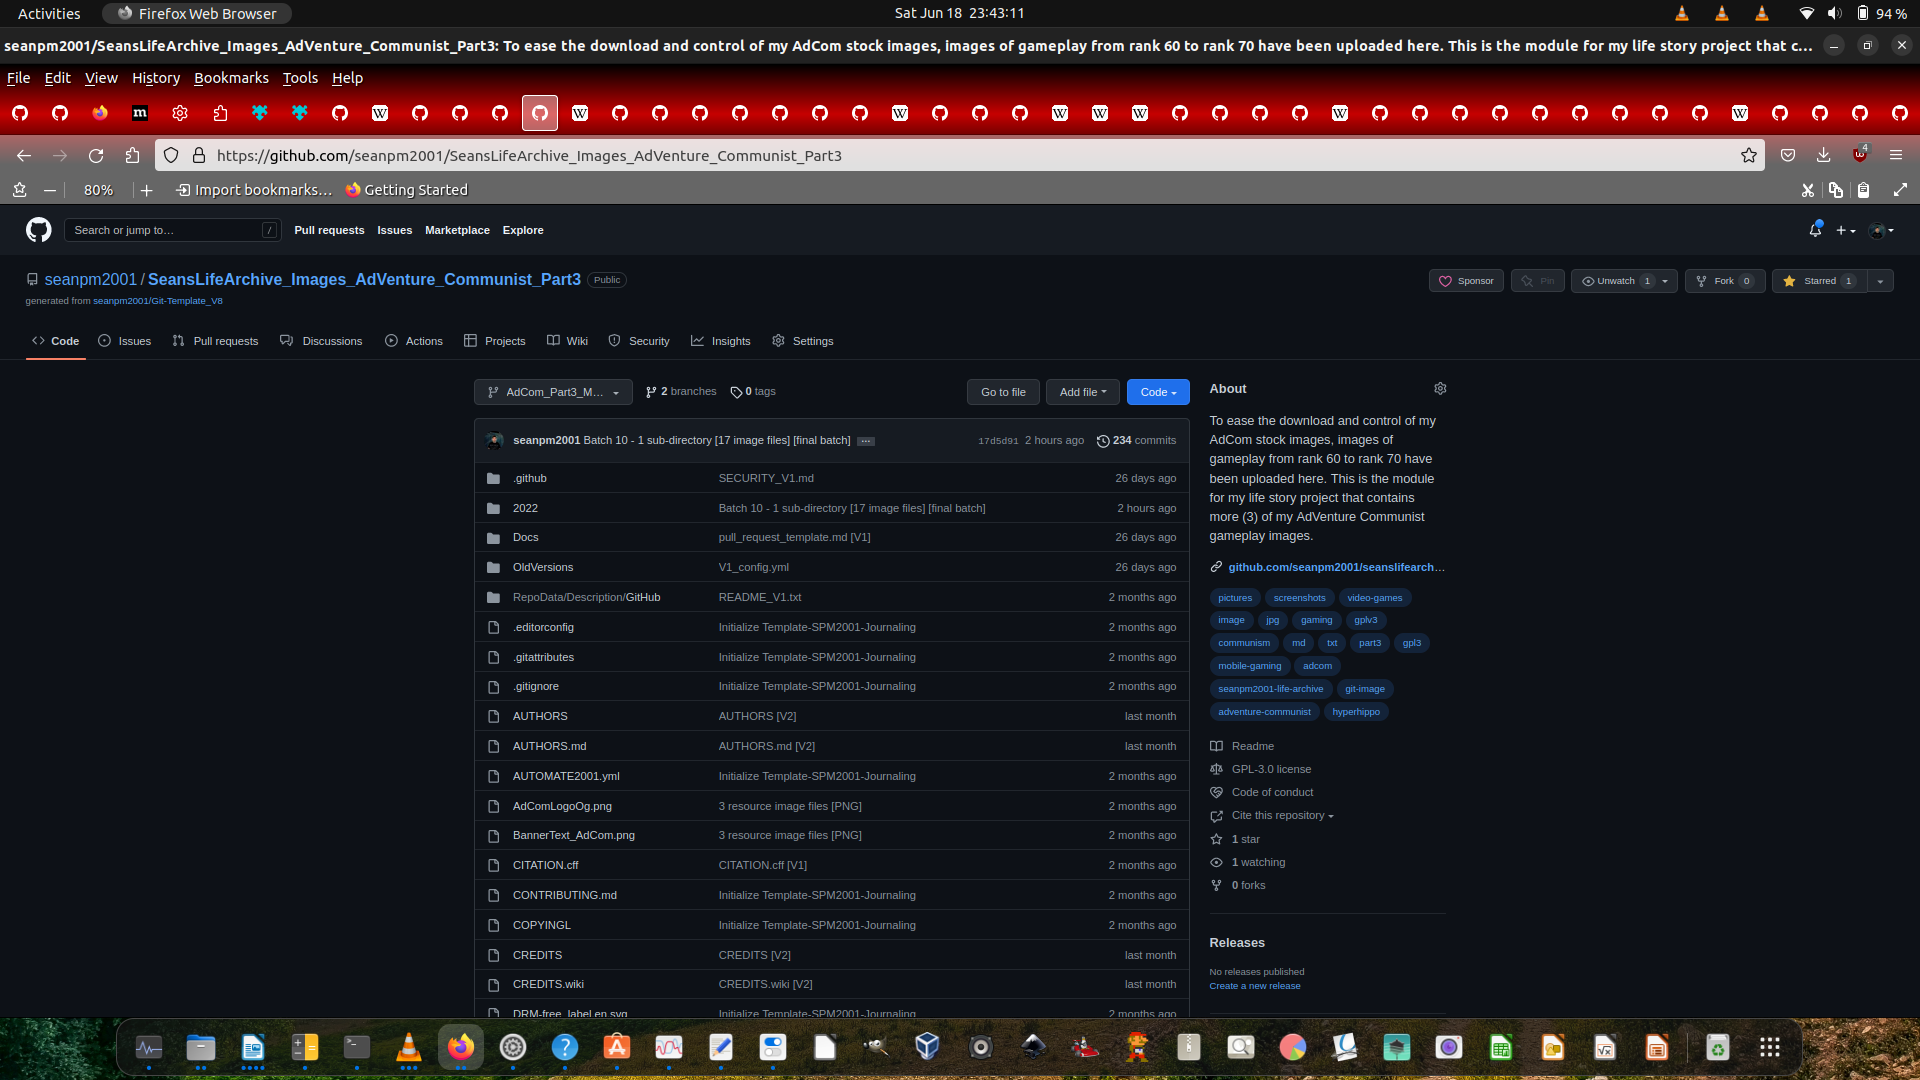 Activities Firefox Web Browser Sat Jun 18 23:43:11 94 %
seanpm2001/SeansLifeArchive_Images_AdVenture_Communist_Part3: To ease the download and control of my AdCom stock images, images of gameplay from rank 60 to rank 70 have been uploaded here. This is the module for my life story project that c...
File Edit View History Bookmarks Tools Help
https://github.com/seanpm2001/SeansLifeArchive_Images_AdVenture_Communist_Part3 4
80% Import bookmarks... Getting Started
Search or jump to... / Pull requests Issues Marketplace Explore
seanpm2001 / SeansLifeArchive_Images_AdVenture_Communist_Part3 Public Sponsor Pin Unwatch 1 Fork 0 Starred 1
generated from seanpm2001/Git-Template_V8
Code Issues Pull requests Discussions Actions Projects Wiki Security Insights Settings
AdCom_Part3_M... 2 branches 0 tags Go to file Add file Code
seanpm2001 Batch 10 - 1 sub-directory [17 image files] [final batch] ... 17d5d91 2 hours ago 234 commits
.github SECURITY_V1.md 26 days ago
2022 Batch 10 - 1 sub-directory [17 image files] [final batch] 2 hours ago
Docs pull_request_template.md [V1] 26 days ago
OldVersions V1_config.yml 26 days ago
RepoData/Description/GitHub README_V1.txt 2 months ago
.editorconfig Initialize Template-SPM2001-Journaling 2 months ago
.gitattributes Initialize Template-SPM2001-Journaling 2 months ago
.gitignore Initialize Template-SPM2001-Journaling 2 months ago
AUTHORS AUTHORS [V2] last month
AUTHORS.md AUTHORS.md [V2] last month
AUTOMATE2001.yml Initialize Template-SPM2001-Journaling 2 months ago
AdComLogoOg.png 3 resource image files [PNG] 2 months ago
BannerText_AdCom.png 3 resource image files [PNG] 2 months ago
CITATION.cff CITATION.cff [V1] 2 months ago
CONTRIBUTING.md Initialize Template-SPM2001-Journaling 2 months ago
COPYINGL Initialize Template-SPM2001-Journaling 2 months ago
CREDITS CREDITS [V2] last month
CREDITS.wiki CREDITS.wiki [V2] last month
DRM-free_label.en.svg Initialize Template-SPM2001-Journaling 2 months ago
About
To ease the download and control of my
AdCom stock images, images of
gameplay from rank 60 to rank 70 have
been uploaded here. This is the module
for my life story project that contains
more (3) of my AdVenture Communist
gameplay images.
github.com/seanpm2001/seanslifearch...
pictures screenshots video-games
image jpg gaming gplv3
communism md txt part3 gpl3
mobile-gaming adcom
seanpm2001-life-archive git-image
adventure-communist hyperhippo
Readme
GPL-3.0 license
Code of conduct
Cite this repository
1 star
1 watching
0 forks
Releases
No releases published
Create a new release